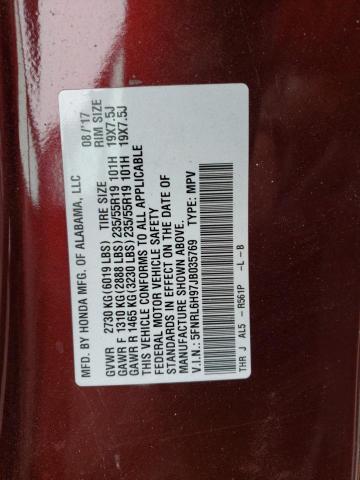 MFD. BY HONDA MFG. OF ALABAMA, LLC 08/'17
GVWR 2730 KG(6019 LBS) TIRE SIZE RIM SIZE
GAWR F 1310 KG(2888 LBS) 235/55R19 101H 19X7.5J
GAWR R 1465 KG(3230 LBS) 235/55R19 101H 19X7.5J
THIS VEHICLE CONFORMS TO ALL APPLICABLE
FEDERAL MOTOR VEHICLE SAFETY
STANDARDS IN EFFECT ON THE DATE OF
MANUFACTURE SHOWN ABOVE.
V.I.N.: 5FNRL6H97JB035769 TYPE: MPV
THR J AL5 - R561P -L -B